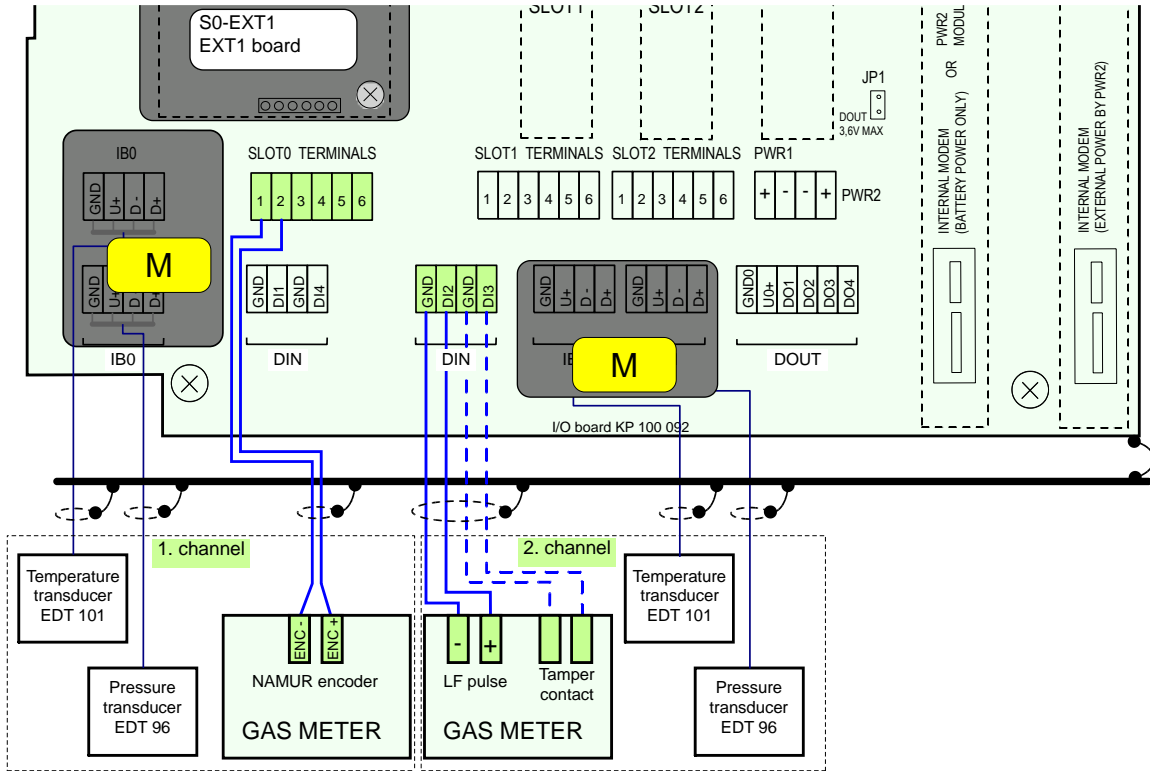 SLOT1
SLOT2
S0-EXT1
EXT1 board
PWR2
MODUL
OR
INTERNAL MODEM
(BATTERY POWER ONLY)
INTERNAL MODEM
(EXTERNAL POWER BY PWR2)
JP1
DOUT
3,6V MAX
IB0
SLOT0 TERMINALS
SLOT1 TERMINALS
SLOT2 TERMINALS
PWR1
GND U+ D- D+
1 2 3 4 5 6
1 2 3 4 5 6
1 2 3 4 5 6
+ - - +
PWR2
M
GND U+ D- D+
GND DI1 GND DI4
GND DI2 GND DI3
GND U+ D- D+
GND U+ D- D+
GND0 U0+ DO1 DO2 DO3 DO4
IB0
DIN
DIN
M
DOUT
I/O board KP 100 092
1. channel
2. channel
Temperature
transducer
EDT 101
Pressure
transducer
EDT 96
ENC -
ENC +
NAMUR encoder
GAS METER
- +
LF pulse
Tamper
contact
GAS METER
Temperature
transducer
EDT 101
Pressure
transducer
EDT 96